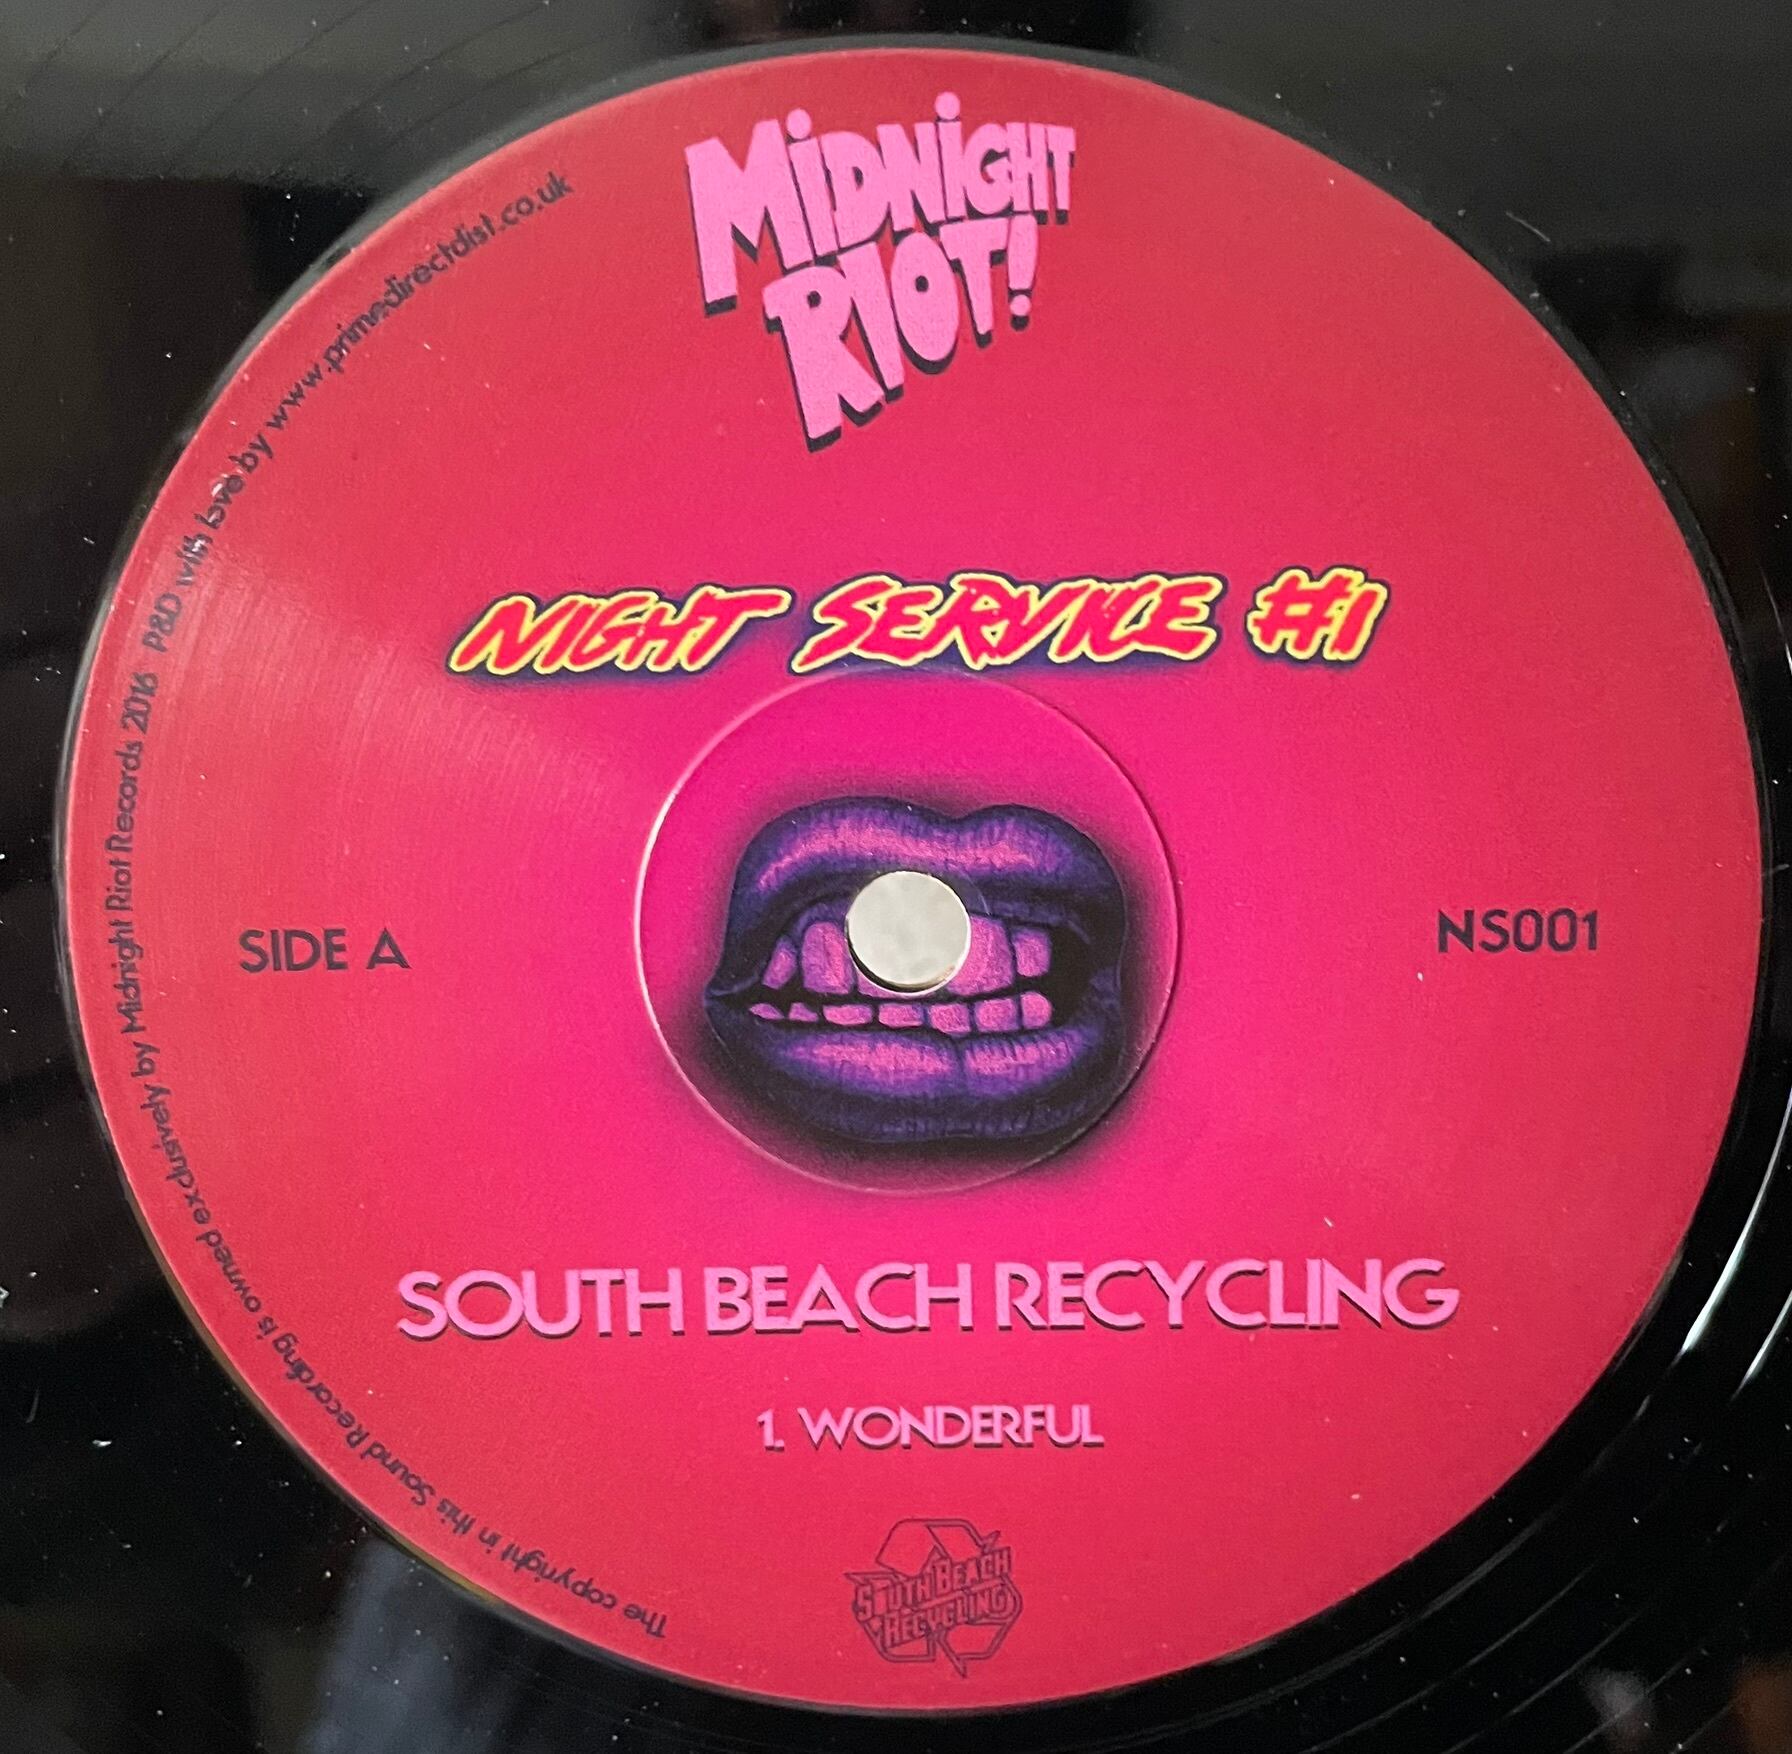 MIDNIGHT
RIOT!
NIGHT SERVICE #1
SIDE A
NS001
SOUTH BEACH RECYCLING
1. WONDERFUL
SOUTH BEACH
RECYCLING
The copyright in this Sound Recording is owned exclusively by Midnight Riot Records 2016 P&D with love by www.primedirectdist.co.uk